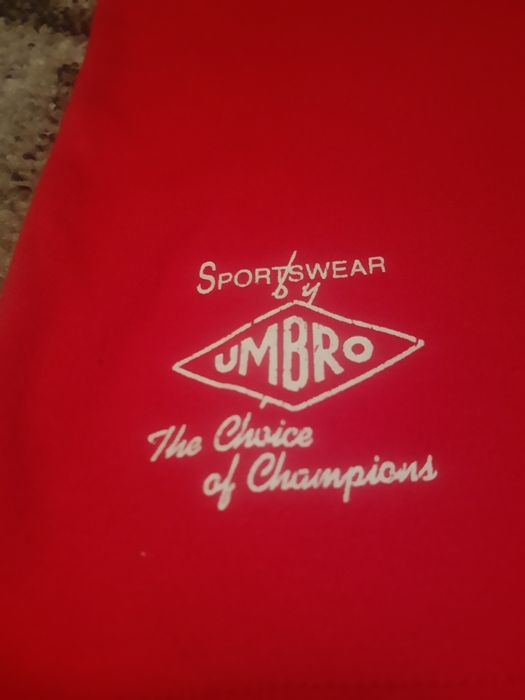 SPORTSWEAR
by
UMBRO
The Choice
of Champions